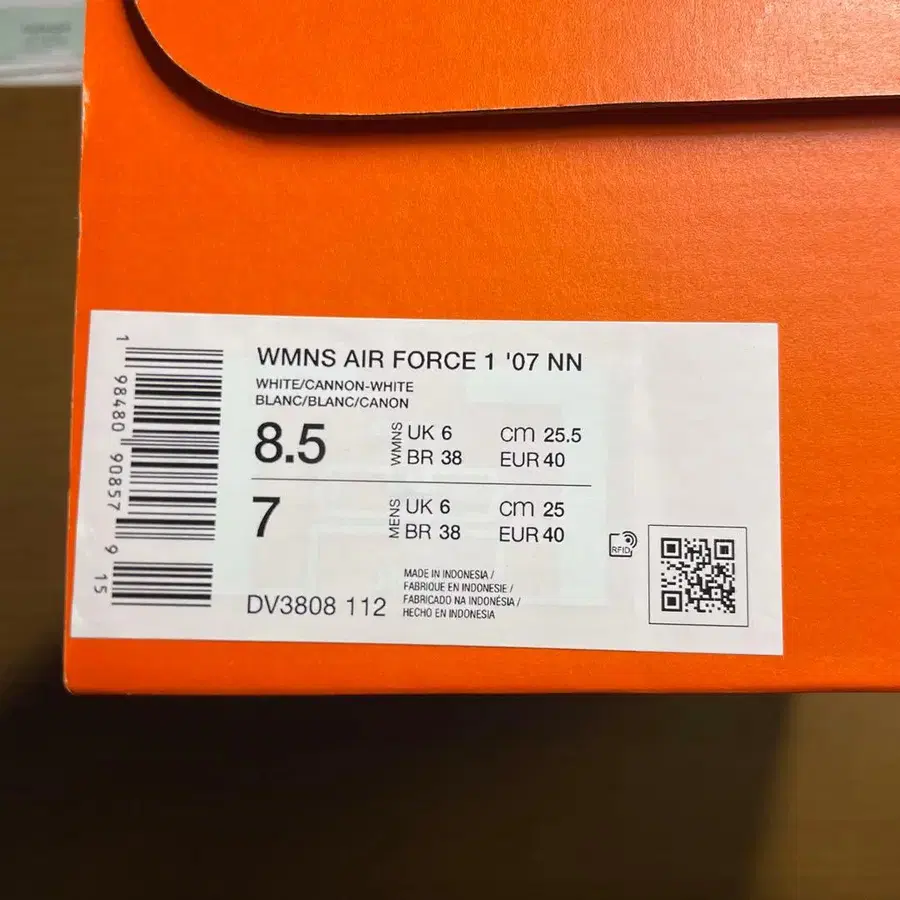 WMNS AIR FORCE 1 '07 NN
WHITE/CANNON-WHITE
BLANC/BLANC/CANON
8.5 WMNS UK 6 cm 25.5
BR 38 EUR 40
7 MENS UK 6 cm 25
BR 38 EUR 40
DV3808 112
MADE IN INDONESIA /
FABRIQUE EN INDONESIE /
FABRICADO NA INDONÉSIA /
HECHO EN INDONESIA
RFID
1 98480 90857 9 15